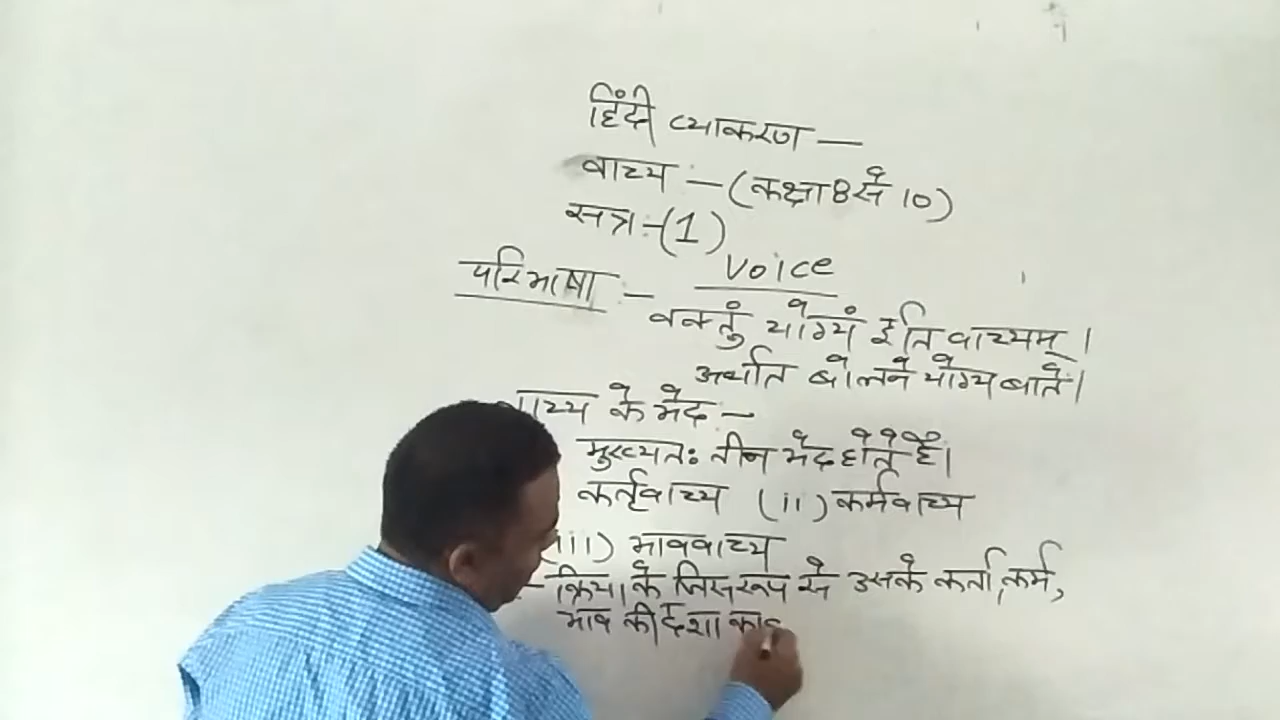 हिंदी व्याकरण —
वाच्य :— (कक्षा 8 से 10)
सत्र :-(1)
Voice
परिभाषा — वक्तुं योग्यं इति वाच्यम् ।
अर्थात बोलने योग्य बातें ।
वाच्य के भेद :—
मुख्यतः तीन भेद होते हैं।
कर्तृवाच्य (ii) कर्मवाच्य
(iii) भाववाच्य
— क्रिया के जिस रूप से उसके कर्ता, कर्म,
भाव की दशा का